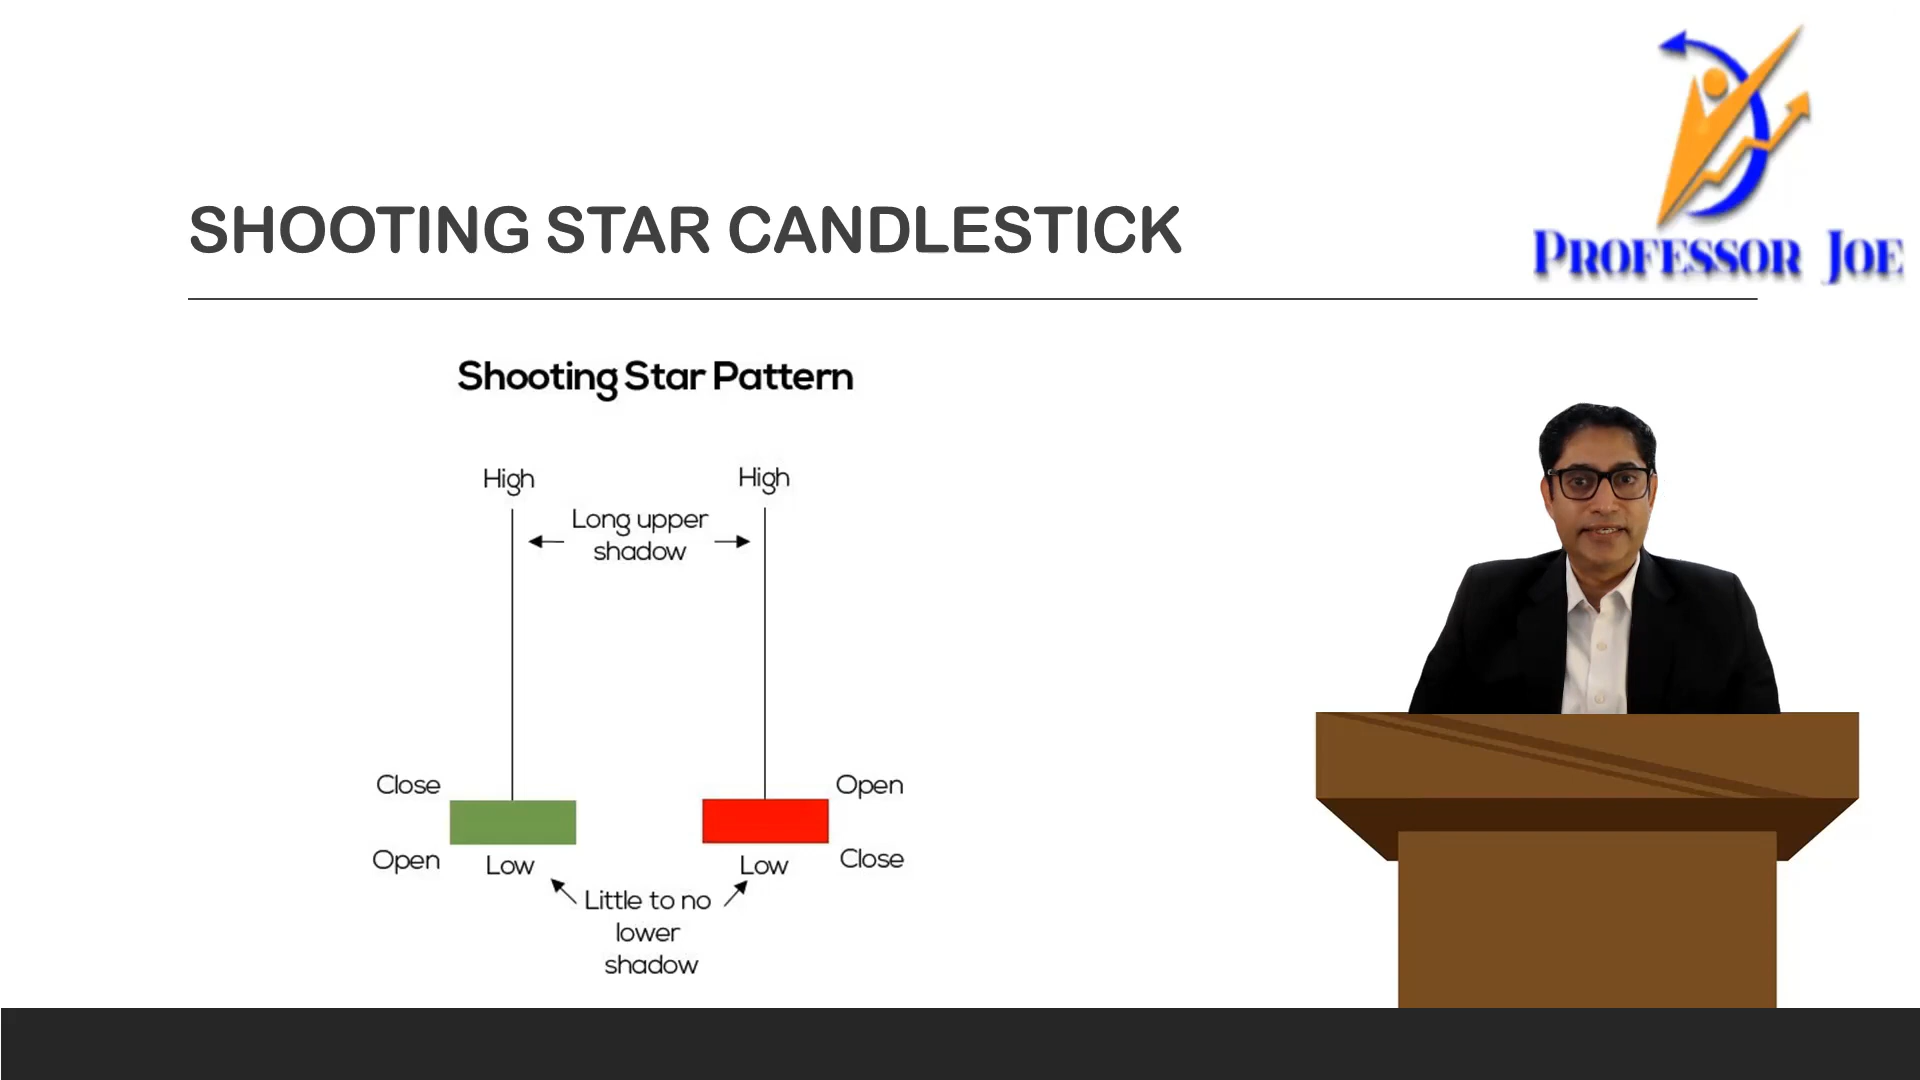 PROFESSOR JOE
SHOOTING STAR CANDLESTICK
Shooting Star Pattern
High
High
Long upper
shadow
Close
Open
Open
Low
Low
Close
Little to no
lower
shadow